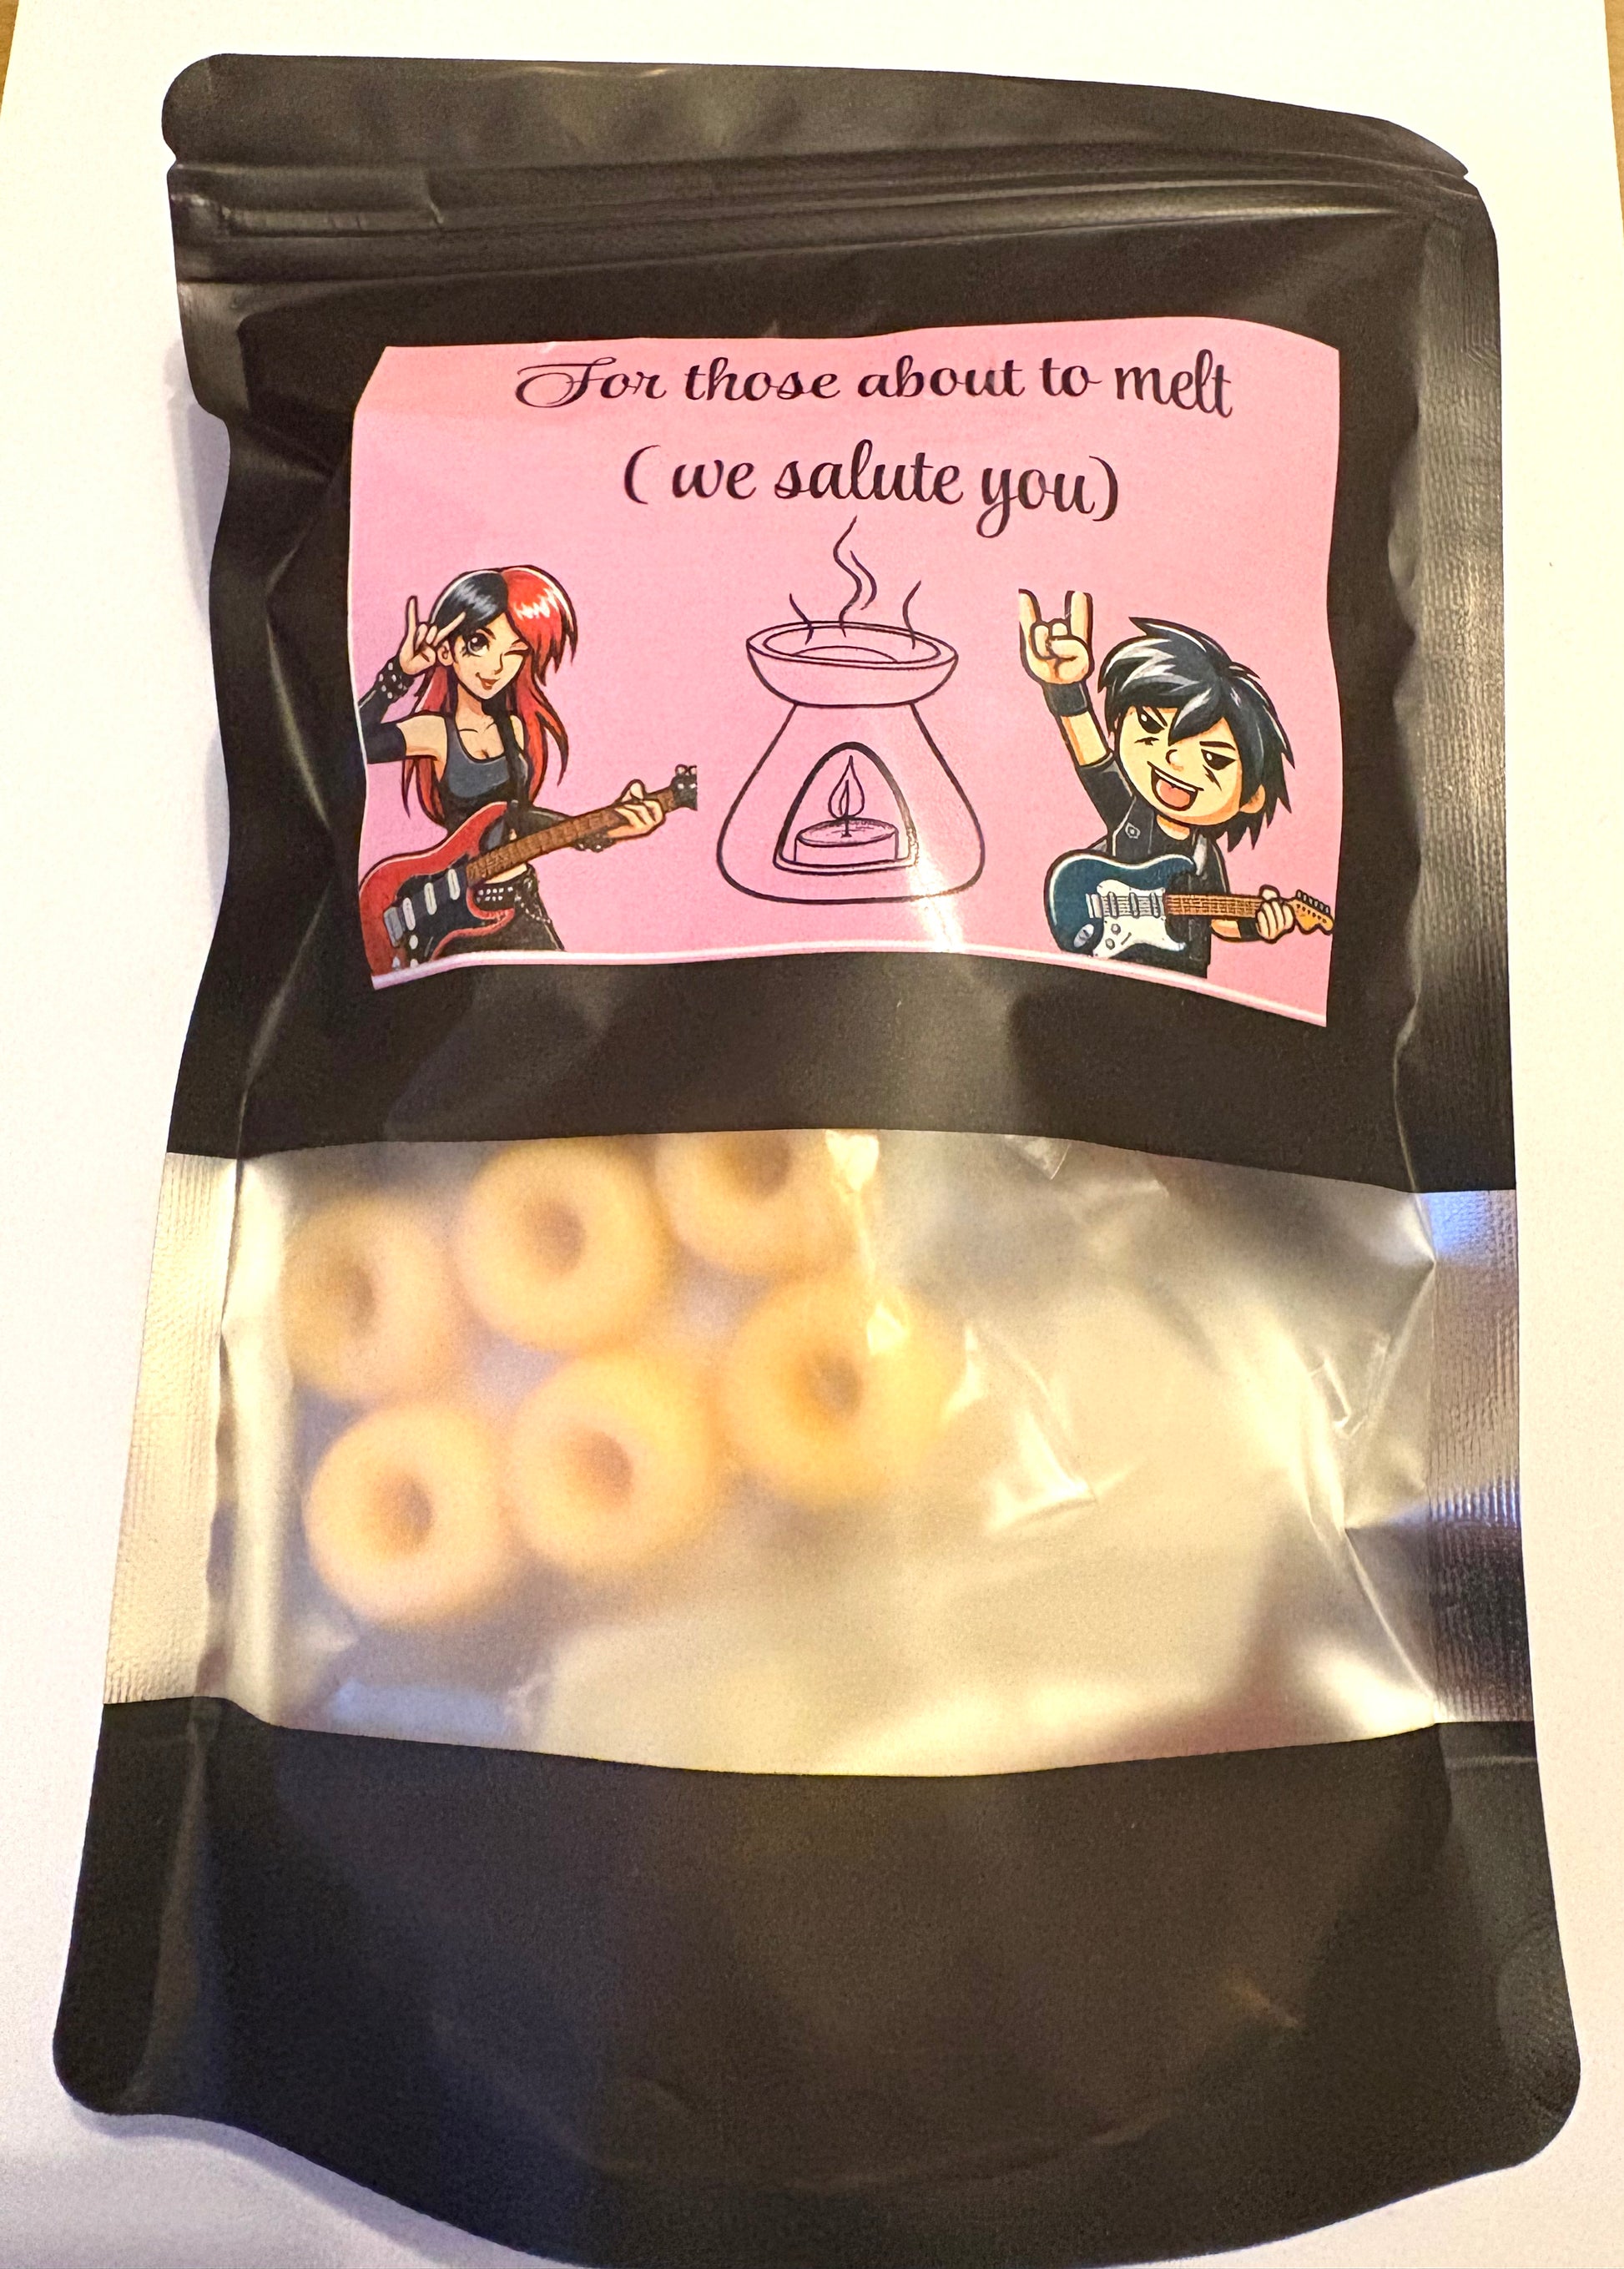 For those about to melt
( we salute you)